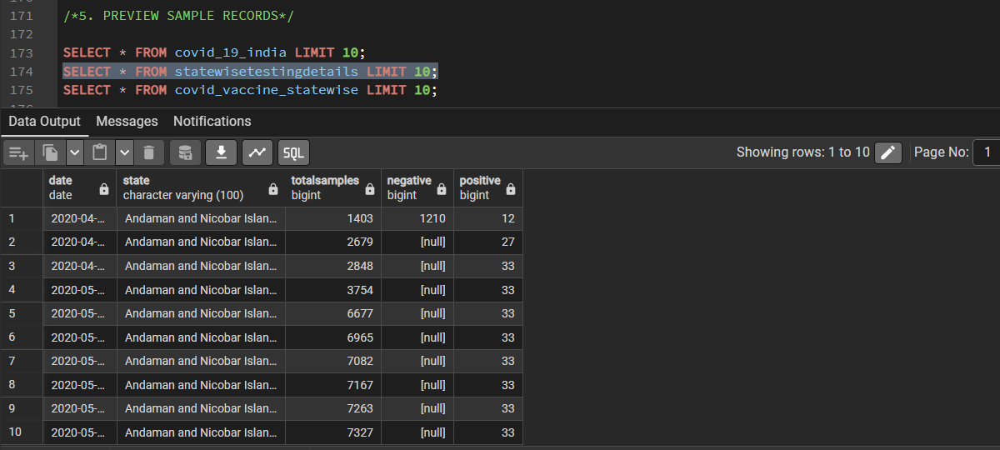 171 /*5. PREVIEW SAMPLE RECORDS*/
172
173 SELECT * FROM covid_19_india LIMIT 10;
174 SELECT * FROM statewisetestingdetails LIMIT 10;
175 SELECT * FROM covid_vaccine_statewise LIMIT 10;
Data Output Messages Notifications
SQL Showing rows: 1 to 10 Page No: 1
date state totalsamples negative positive
date character varying (100) bigint bigint bigint
1 2020-04-... Andaman and Nicobar Islan... 1403 1210 12
2 2020-04-... Andaman and Nicobar Islan... 2679 [null] 27
3 2020-04-... Andaman and Nicobar Islan... 2848 [null] 33
4 2020-05-... Andaman and Nicobar Islan... 3754 [null] 33
5 2020-05-... Andaman and Nicobar Islan... 6677 [null] 33
6 2020-05-... Andaman and Nicobar Islan... 6965 [null] 33
7 2020-05-... Andaman and Nicobar Islan... 7082 [null] 33
8 2020-05-... Andaman and Nicobar Islan... 7167 [null] 33
9 2020-05-... Andaman and Nicobar Islan... 7263 [null] 33
10 2020-05-... Andaman and Nicobar Islan... 7327 [null] 33